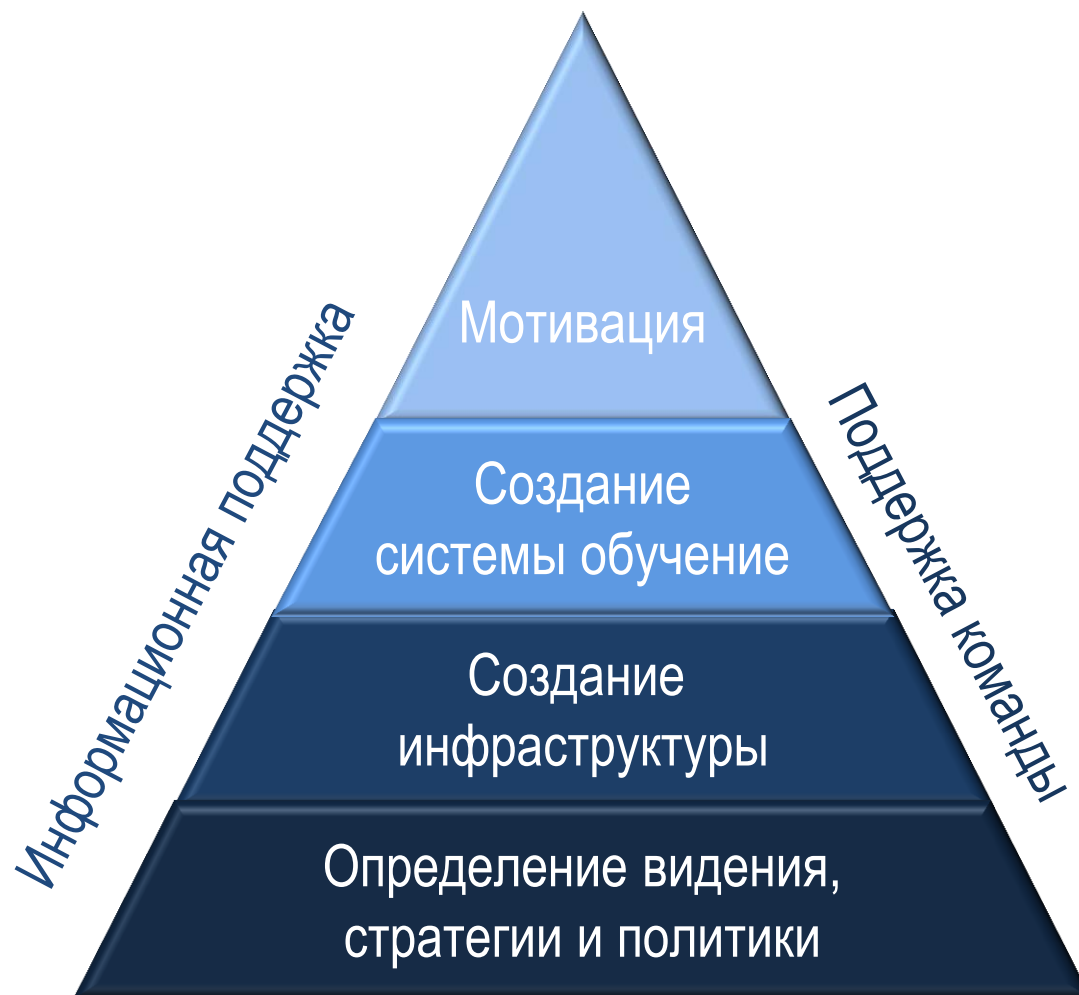 Мотивация
Информационная поддержка
Поддержка команды
Создание
системы обучение
Создание
инфраструктуры
Определение видения,
стратегии и политики